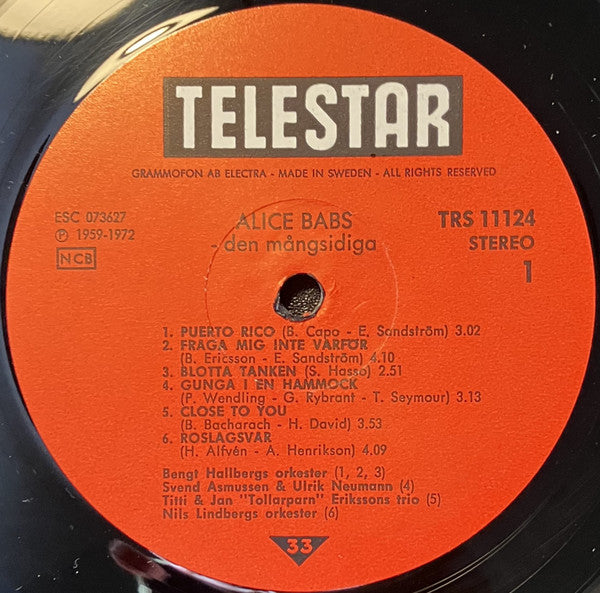 TELESTAR
GRAMMOFON AB ELECTRA - MADE IN SWEDEN - ALL RIGHTS RESERVED
ESC 073627
℗ 1959-1972
NCB
ALICE BABS
- den mångsidiga
TRS 11124
STEREO
1
1. PUERTO RICO (B. Capo - E. Sandström) 3.02
2. FRAGA MIG INTE VARFÖR
(B. Ericsson - E. Sandström) 4.10
3. BLOTTA TANKEN (S. Hasso) 2.51
4. GUNGA I EN HAMMOCK
(P. Wendling - G. Rybrant - T. Seymour) 3.13
5. CLOSE TO YOU
(B. Bacharach - H. David) 3.53
6. ROSLAGSVÅR
(H. Alfvén - A. Henrikson) 4.09
Bengt Hallbergs orkester (1, 2, 3)
Svend Asmussen & Ulrik Neumann (4)
Titti & Jan "Tollarparn" Erikssons trio (5)
Nils Lindbergs orkester (6)
33